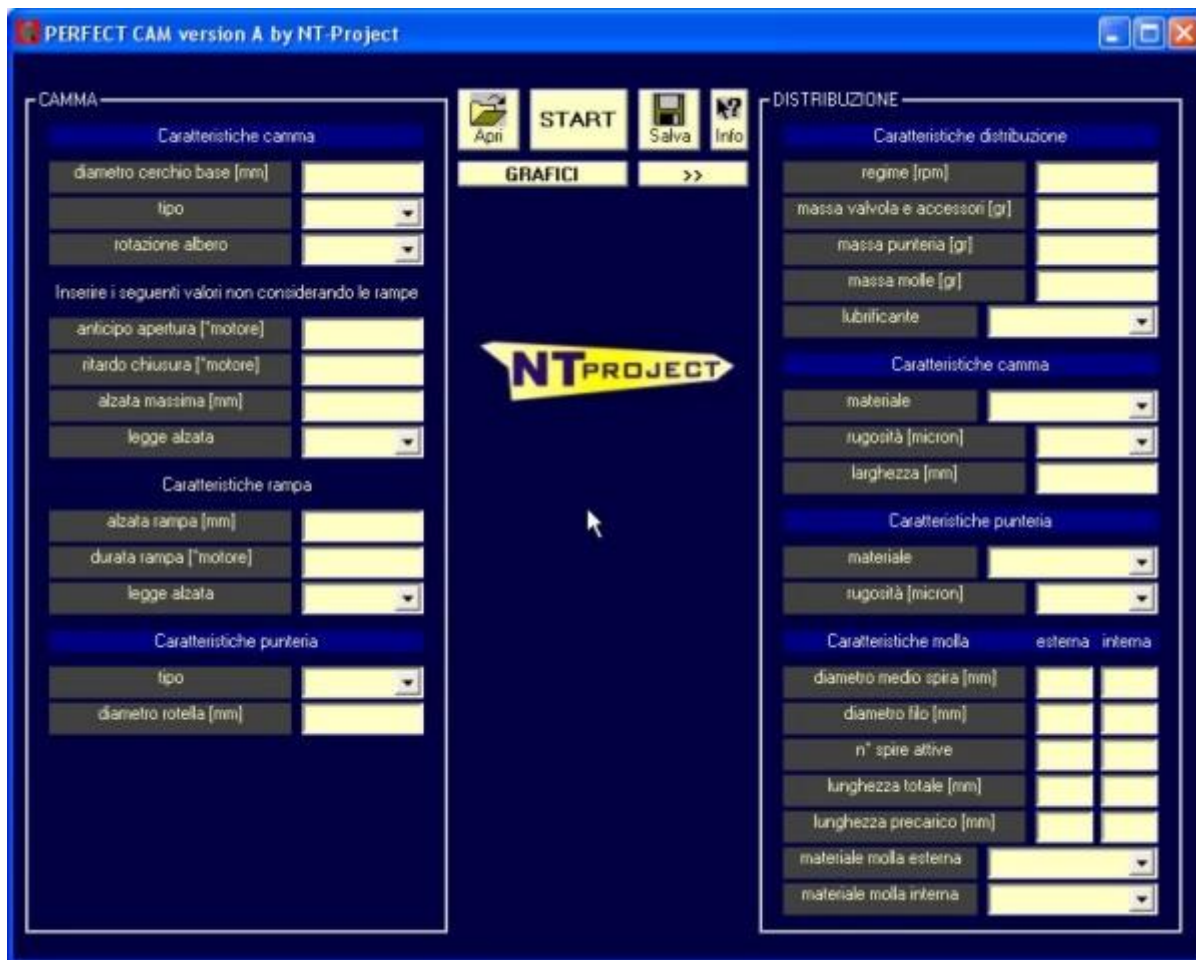 PERFECT CAM version A by NT-Project
CAMMA
Caratteristiche camma
diametro cerchio base [mm]
tipo
rotazione albero
Inserire i seguenti valori non considerando le rampe
anticipo apertura [°motore]
ritardo chiusura [°motore]
alzata massima [mm]
legge alzata
Caratteristiche rampa
alzata rampa [mm]
durata rampa [°motore]
legge alzata
Caratteristiche punteria
tipo
diametro rotella [mm]
Apri
START
Salva
Info
GRAFICI >>
NT PROJECT
DISTRIBUZIONE
Caratteristiche distribuzione
regime [rpm]
massa valvola e accessori [gr]
massa punteria [gr]
massa molle [gr]
lubrificante
Caratteristiche camma
materiale
rugosità [micron]
larghezza [mm]
Caratteristiche punteria
materiale
rugosità [micron]
Caratteristiche molla esterna interna
diametro medio spira [mm]
diametro filo [mm]
n° spire attive
lunghezza totale [mm]
lunghezza precarico [mm]
materiale molla esterna
materiale molla interna